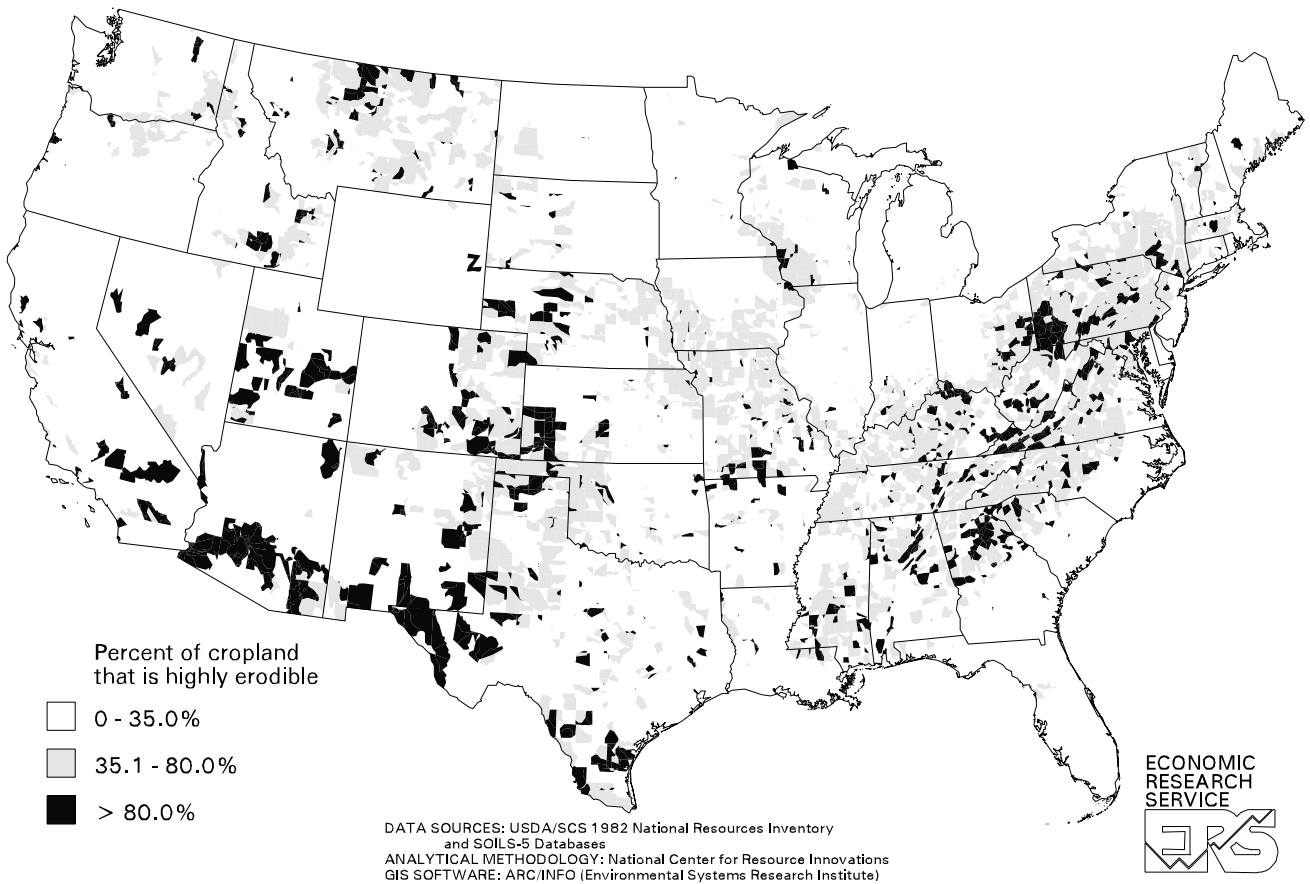 Z
Percent of cropland
that is highly erodible
0 - 35.0%
35.1 - 80.0%
> 80.0%
DATA SOURCES: USDA/SCS 1982 National Resources Inventory
and SOILS-5 Databases
ANALYTICAL METHODOLOGY: National Center for Resource Innovations
GIS SOFTWARE: ARC/INFO (Environmental Systems Research Institute)
ECONOMIC
RESEARCH
SERVICE
ERS